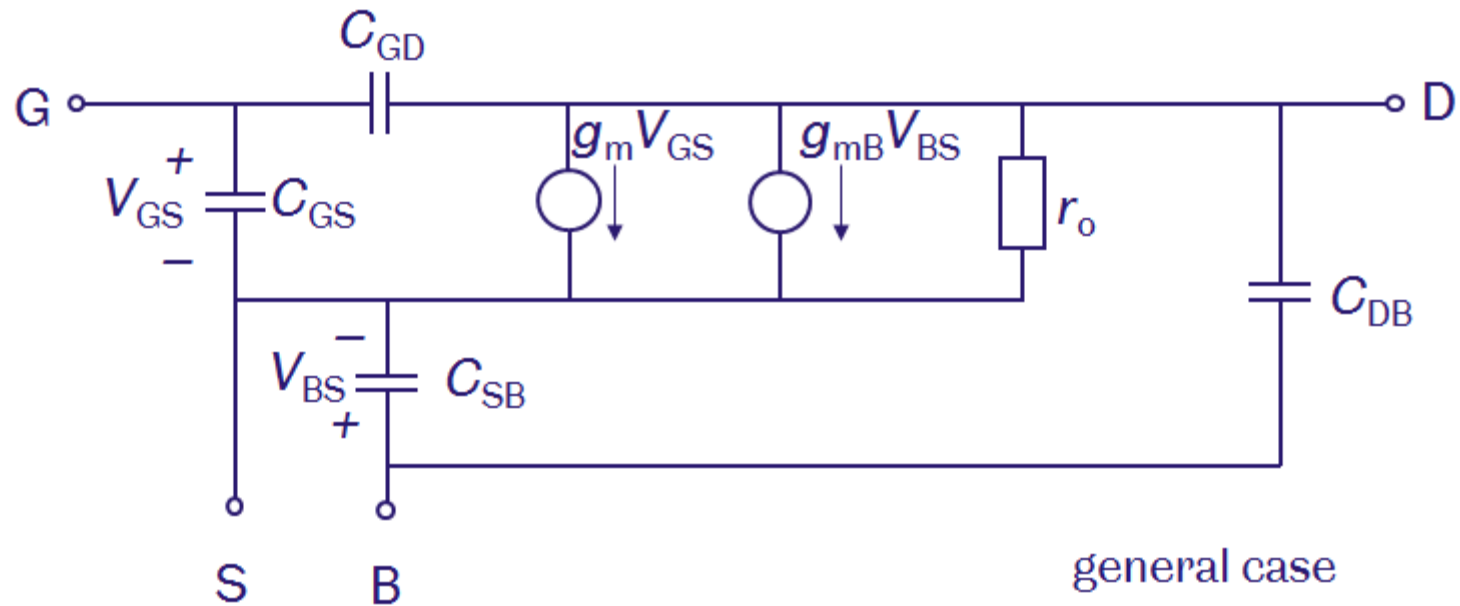 C_GD
G
D
g_m V_GS
g_mB V_BS
+
V_GS
C_GS
r_o
−
C_DB
−
V_BS
C_SB
+
S
B
general case